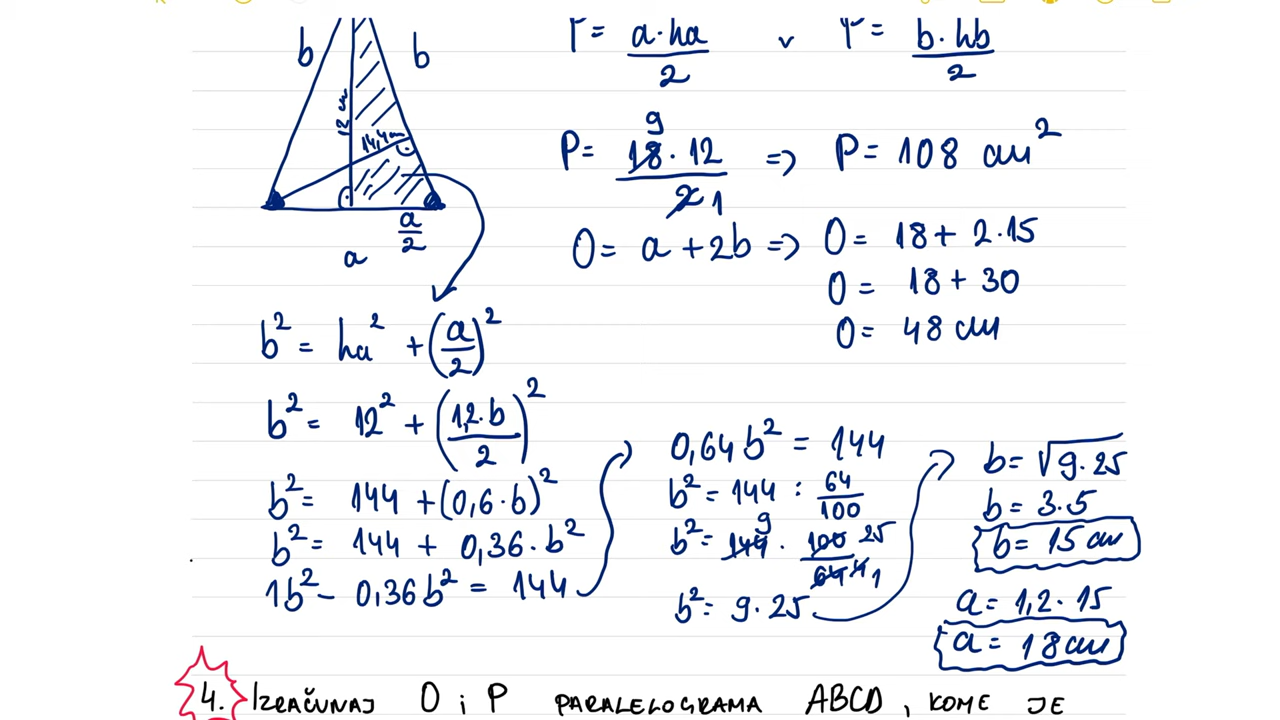 P = a·ha/2 v P = b·hb/2
b b
12 cm
14,4 cm
a/2
a
9
P = 18·12/2 1 => P = 108 cm²
O = a + 2b => O = 18 + 2·15
O = 18 + 30
O = 48 cm
b² = ha² + (a/2)²
b² = 12² + (1,2·b/2)²
b² = 144 + (0,6·b)²
b² = 144 + 0,36·b²
1b² - 0,36b² = 144
0,64b² = 144
b² = 144 : 64/100
9
b² = 144 · 100 25/64 4 1
b² = 9·25
b = √9·25
b = 3·5
b = 15 cm
a = 1,2·15
a = 18 cm
4. IZRAČUNAJ O i P PARALELOGRAMA ABCD, KOME JE